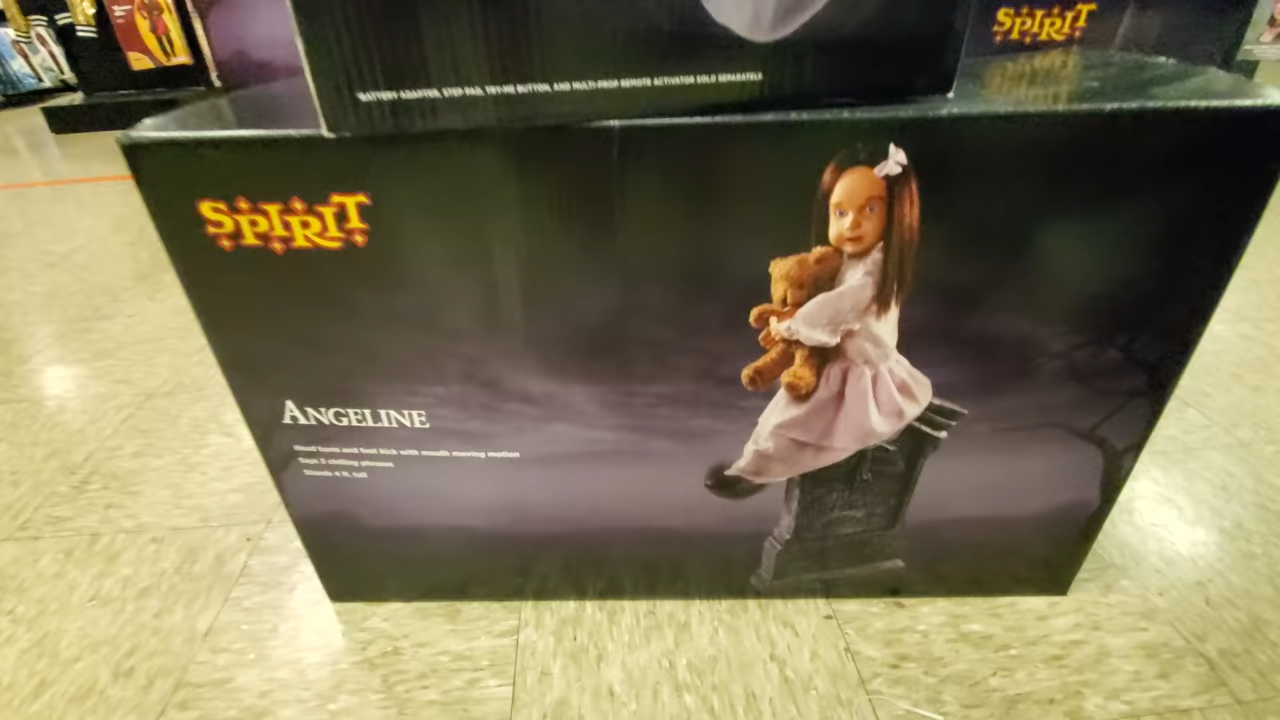 SPIRIT
*BATTERY ADAPTER, STEP PAD, TRY-ME BUTTON, AND MULTI-PROP REMOTE ACTIVATOR SOLD SEPARATELY
SPIRIT
ANGELINE
Head turns and feet kick with mouth moving motion
Says 3 chilling phrases
Stands 4 ft. tall